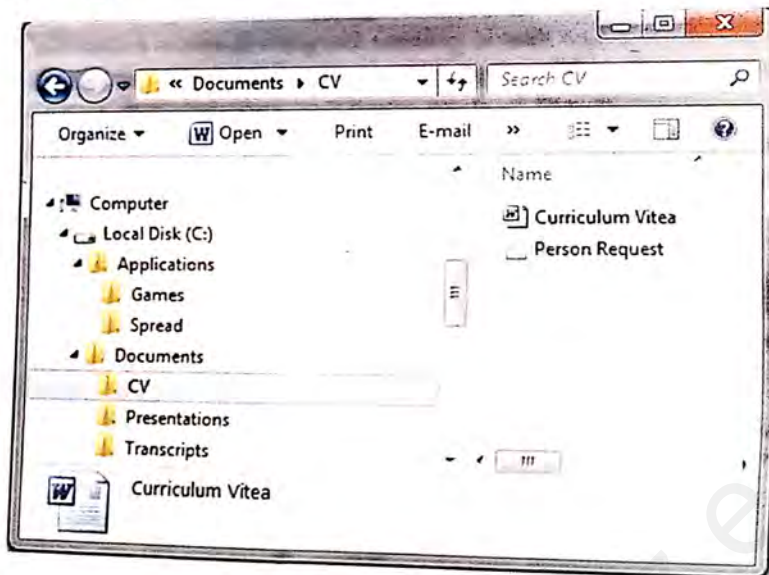 « Documents ▸ CV
Search CV
Organize Open Print E-mail »
Name
Computer
Local Disk (C:)
Applications
Games
Spread
Documents
CV
Presentations
Transcripts
Curriculum Vitea
Person Request
Curriculum Vitea